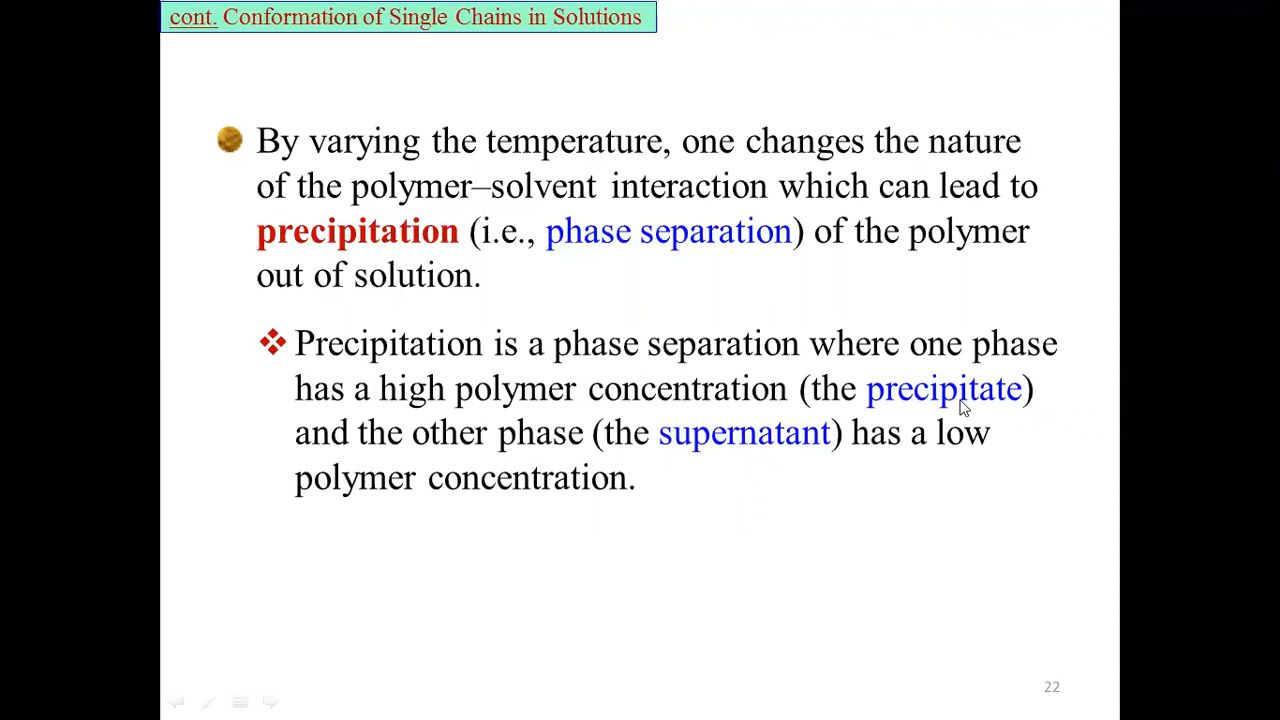 cont. Conformation of Single Chains in Solutions
By varying the temperature, one changes the nature
of the polymer–solvent interaction which can lead to
precipitation (i.e., phase separation) of the polymer
out of solution.
Precipitation is a phase separation where one phase
has a high polymer concentration (the precipitate)
and the other phase (the supernatant) has a low
polymer concentration.
22